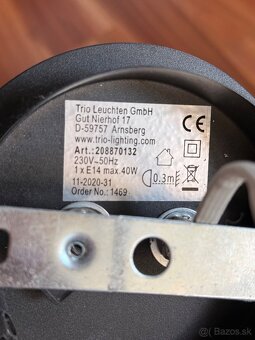 Trio Leuchten GmbH
Gut Nierhof 17
D-59757 Arnsberg
www.trio-lighting.com
Art.:208870132
230V~50Hz
1 x E14 max.40W
0.3m
11-2020-31
Order No.: 1469
CE
Bazos.sk